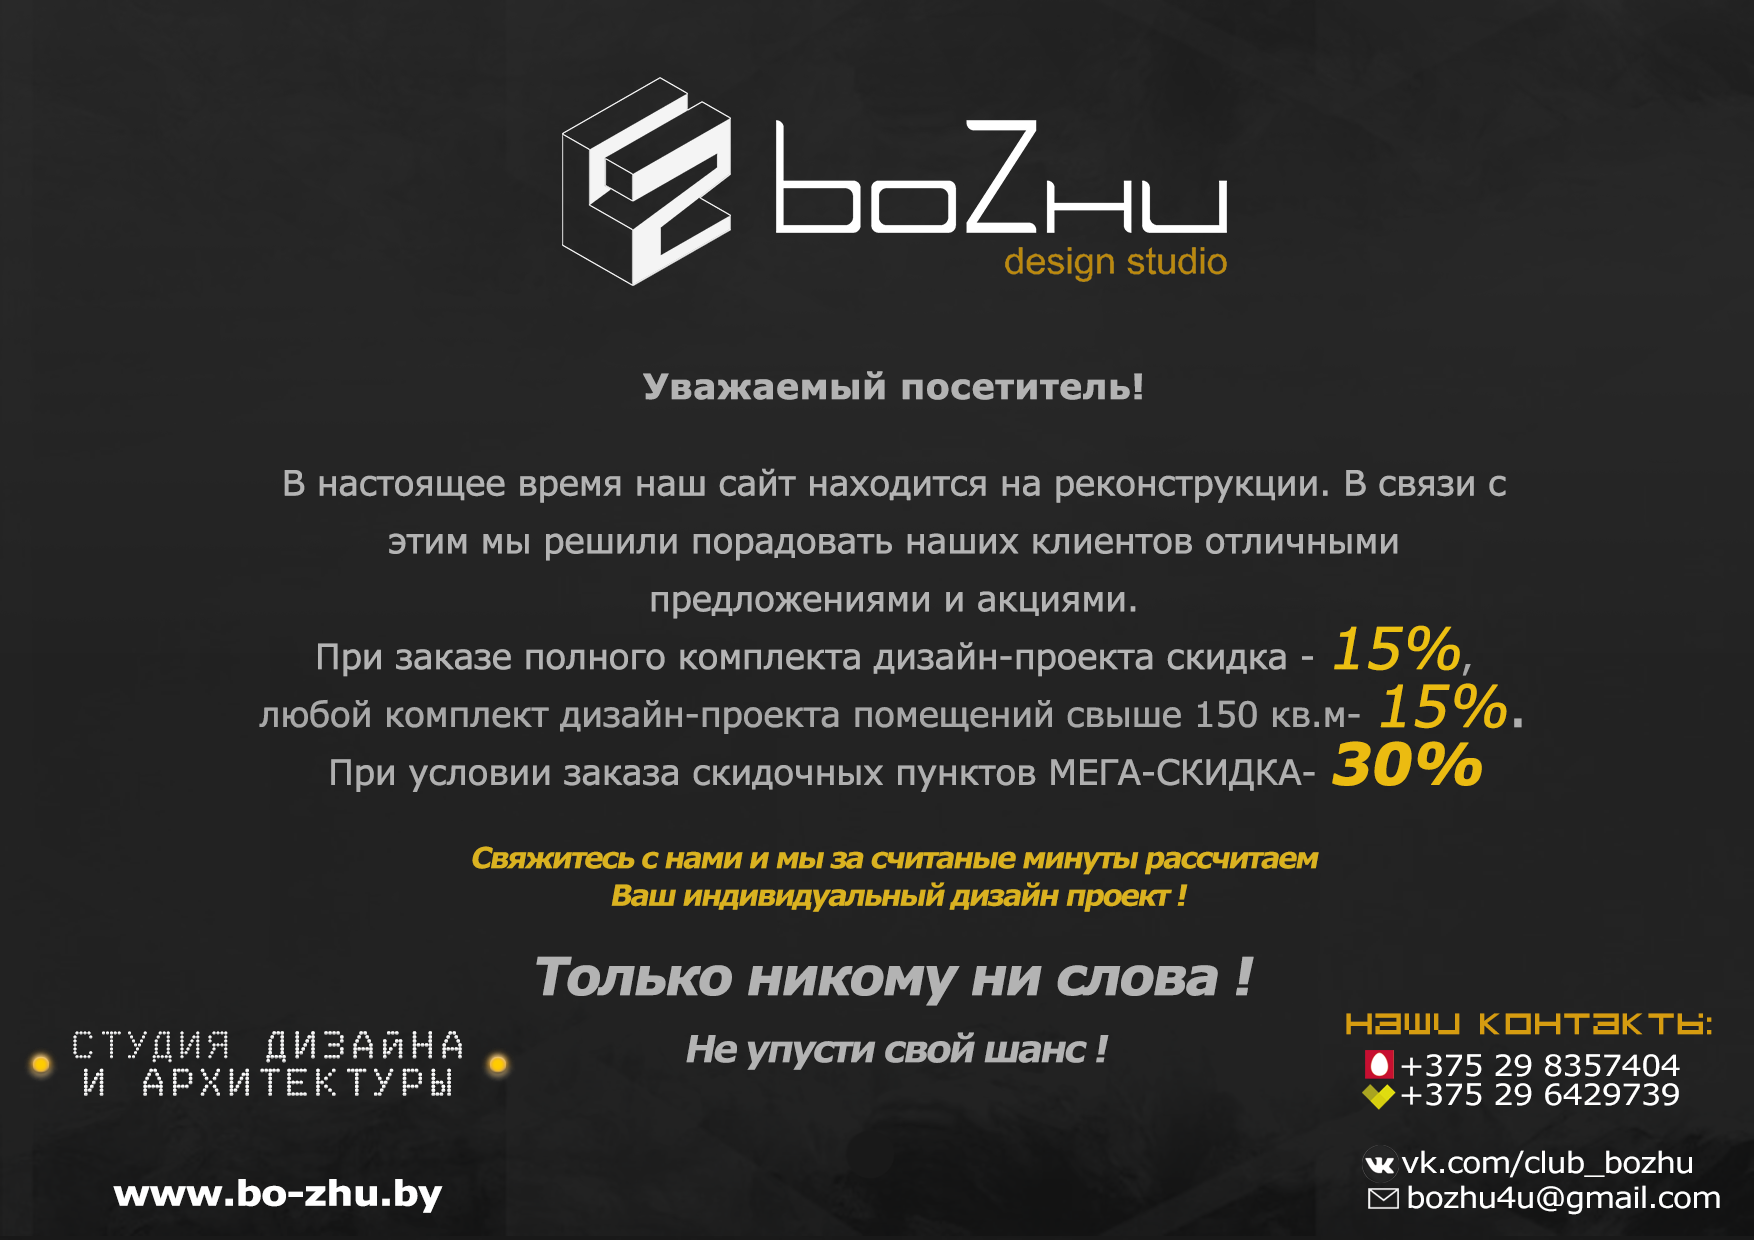 boZhu
design studio
Уважаемый посетитель!
В настоящее время наш сайт находится на реконструкции. В связи с
этим мы решили порадовать наших клиентов отличными
предложениями и акциями.
При заказе полного комплекта дизайн-проекта скидка - 15%,
любой комплект дизайн-проекта помещений свыше 150 кв.м- 15%.
При условии заказа скидочных пунктов МЕГА-СКИДКА- 30%
Свяжитесь с нами и мы за считаные минуты рассчитаем
Ваш индивидуальный дизайн проект !
Только никому ни слова !
Не упусти свой шанс !
СТУДИЯ ДИЗАЙНА
И АРХИТЕКТУРЫ
www.bo-zhu.by
НАШИ КОНТАКТЫ:
+375 29 8357404
+375 29 6429739
vk.com/club_bozhu
bozhu4u@gmail.com